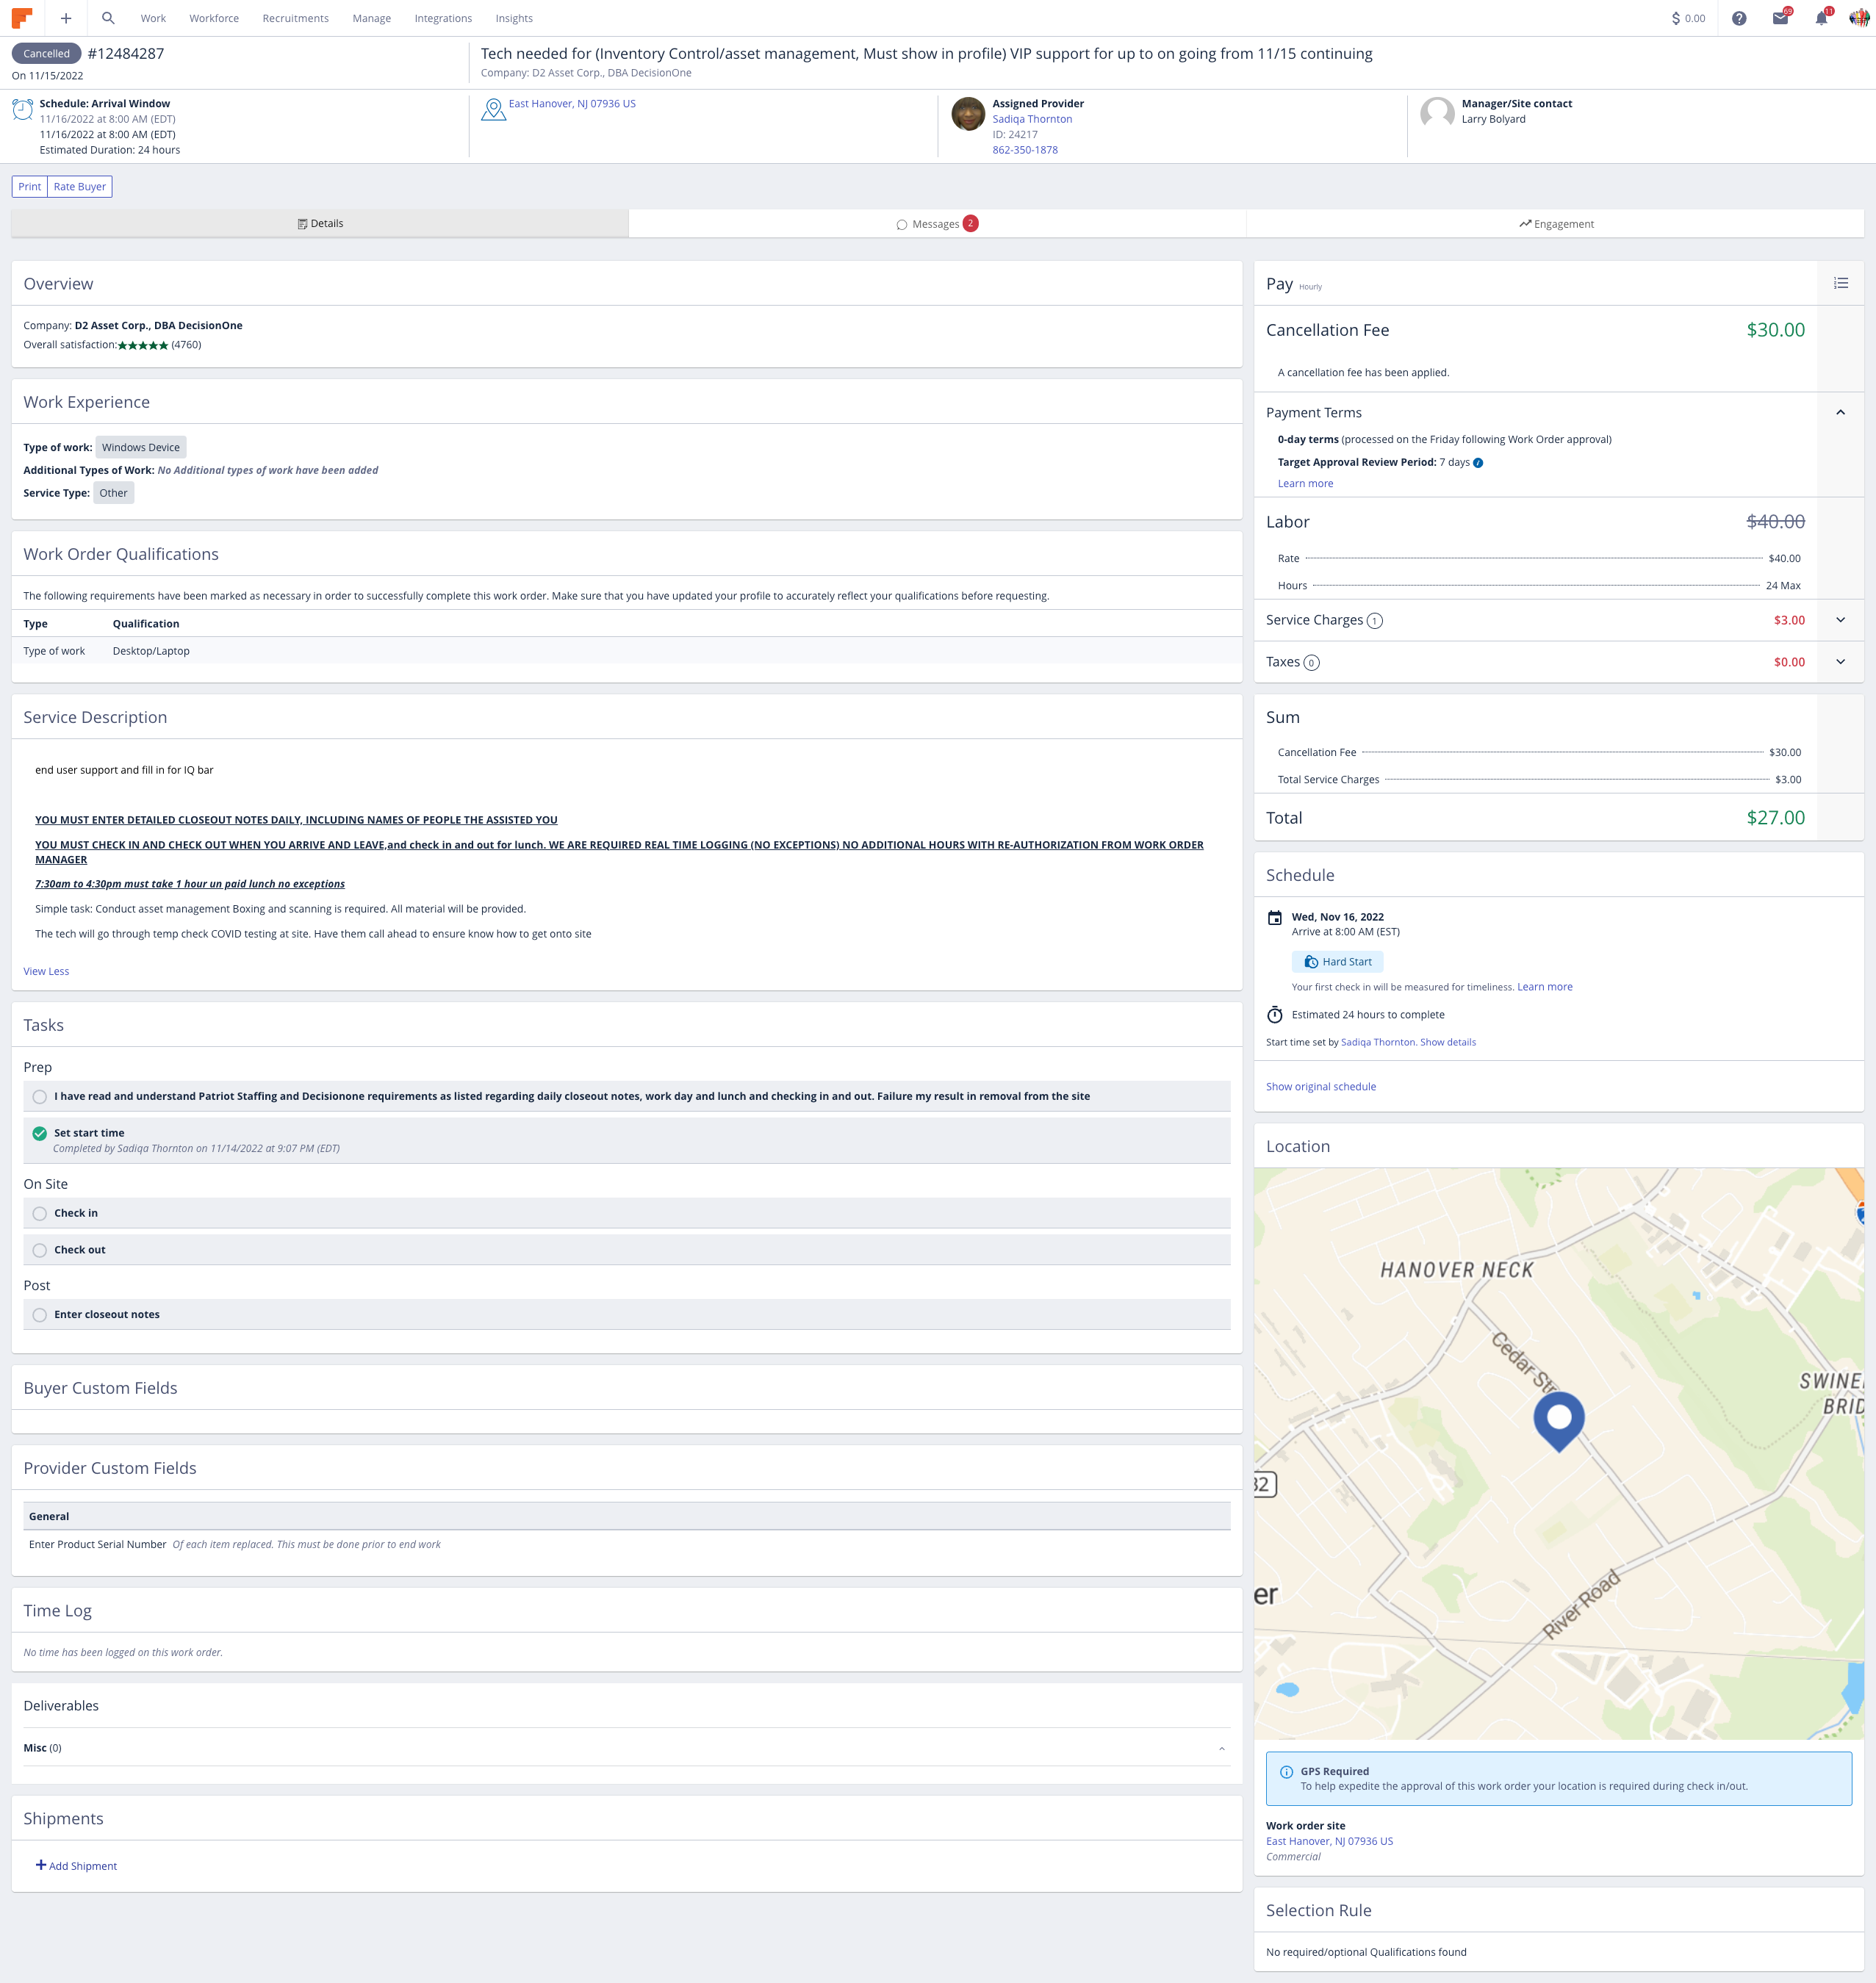 Work Workforce Recruitments Manage Integrations Insights $ 0.00 69 11
Cancelled #12484287
On 11/15/2022
Tech needed for (Inventory Control/asset management, Must show in profile) VIP support for up to on going from 11/15 continuing
Company: D2 Asset Corp., DBA DecisionOne
Schedule: Arrival Window
11/16/2022 at 8:00 AM (EDT)
11/16/2022 at 8:00 AM (EDT)
Estimated Duration: 24 hours
East Hanover, NJ 07936 US
Assigned Provider
Sadiqa Thornton
ID: 24217
862-350-1878
Manager/Site contact
Larry Bolyard
Print Rate Buyer
Details Messages 2 Engagement
Overview
Company: D2 Asset Corp., DBA DecisionOne
Overall satisfaction:★★★★★ (4760)
Work Experience
Type of work: Windows Device
Additional Types of Work: No Additional types of work have been added
Service Type: Other
Work Order Qualifications
The following requirements have been marked as necessary in order to successfully complete this work order. Make sure that you have updated your profile to accurately reflect your qualifications before requesting.
Type Qualification
Type of work Desktop/Laptop
Service Description
end user support and fill in for IQ bar
YOU MUST ENTER DETAILED CLOSEOUT NOTES DAILY, INCLUDING NAMES OF PEOPLE THE ASSISTED YOU
YOU MUST CHECK IN AND CHECK OUT WHEN YOU ARRIVE AND LEAVE,and check in and out for lunch. WE ARE REQUIRED REAL TIME LOGGING (NO EXCEPTIONS) NO ADDITIONAL HOURS WITH RE-AUTHORIZATION FROM WORK ORDER
MANAGER
7:30am to 4:30pm must take 1 hour un paid lunch no exceptions
Simple task: Conduct asset management Boxing and scanning is required. All material will be provided.
The tech will go through temp check COVID testing at site. Have them call ahead to ensure know how to get onto site
View Less
Tasks
Prep
I have read and understand Patriot Staffing and Decisionone requirements as listed regarding daily closeout notes, work day and lunch and checking in and out. Failure my result in removal from the site
Set start time
Completed by Sadiqa Thornton on 11/14/2022 at 9:07 PM (EDT)
On Site
Check in
Check out
Post
Enter closeout notes
Buyer Custom Fields
Provider Custom Fields
General
Enter Product Serial Number Of each item replaced. This must be done prior to end work
Time Log
No time has been logged on this work order.
Deliverables
Misc (0)
Shipments
+ Add Shipment
Pay Hourly
Cancellation Fee $30.00
A cancellation fee has been applied.
Payment Terms
0-day terms (processed on the Friday following Work Order approval)
Target Approval Review Period: 7 days
Learn more
Labor $40.00
Rate $40.00
Hours 24 Max
Service Charges 1 $3.00
Taxes 0 $0.00
Sum
Cancellation Fee $30.00
Total Service Charges $3.00
Total $27.00
Schedule
Wed, Nov 16, 2022
Arrive at 8:00 AM (EST)
Hard Start
Your first check in will be measured for timeliness. Learn more
Estimated 24 hours to complete
Start time set by Sadiqa Thornton. Show details
Show original schedule
Location
HANOVER NECK
Cedar Str
SWINE
BRID
32
er
River Road
GPS Required
To help expedite the approval of this work order your location is required during check in/out.
Work order site
East Hanover, NJ 07936 US
Commercial
Selection Rule
No required/optional Qualifications found